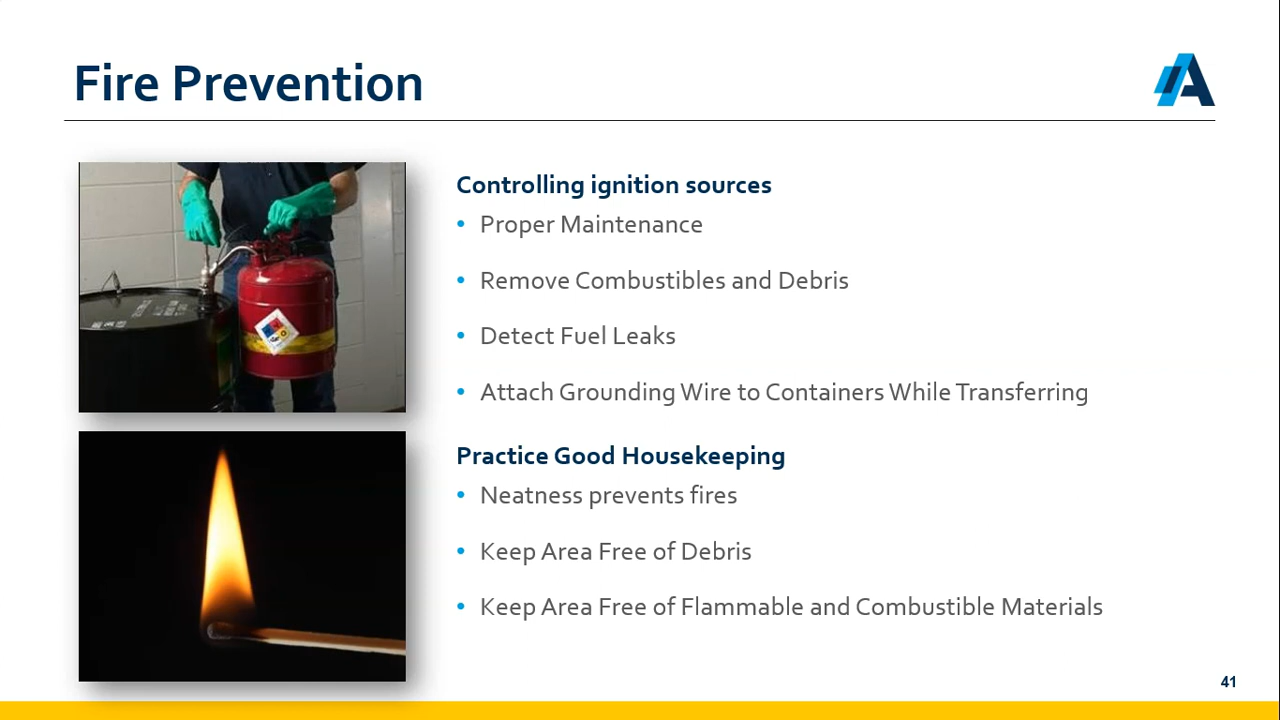 Fire Prevention
Controlling ignition sources
• Proper Maintenance
• Remove Combustibles and Debris
• Detect Fuel Leaks
• Attach Grounding Wire to Containers While Transferring
Practice Good Housekeeping
• Neatness prevents fires
• Keep Area Free of Debris
• Keep Area Free of Flammable and Combustible Materials
41